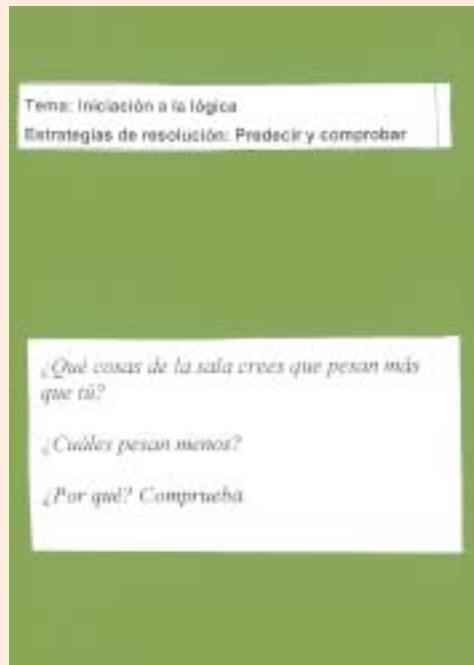 Tema: Iniciación a la lógica
Estrategias de resolución: Predecir y comprobar
¿Qué cosas de la sala crees que pesan más
que tú?
¿Cuáles pesan menos?
¿Por qué? Comprueba